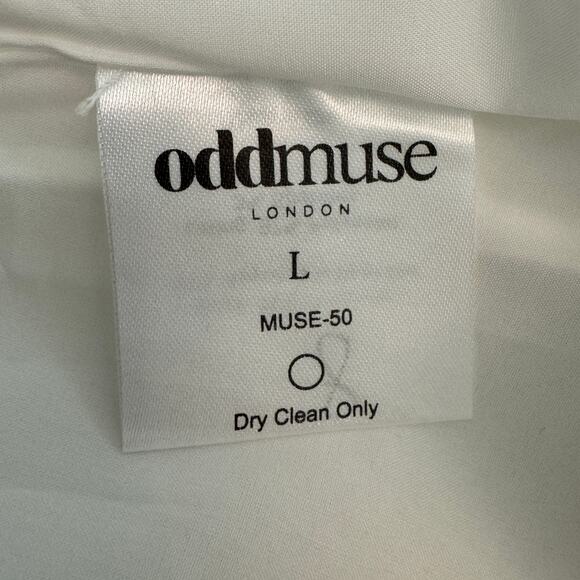 oddmuse
LONDON
L
MUSE-50
Dry Clean Only